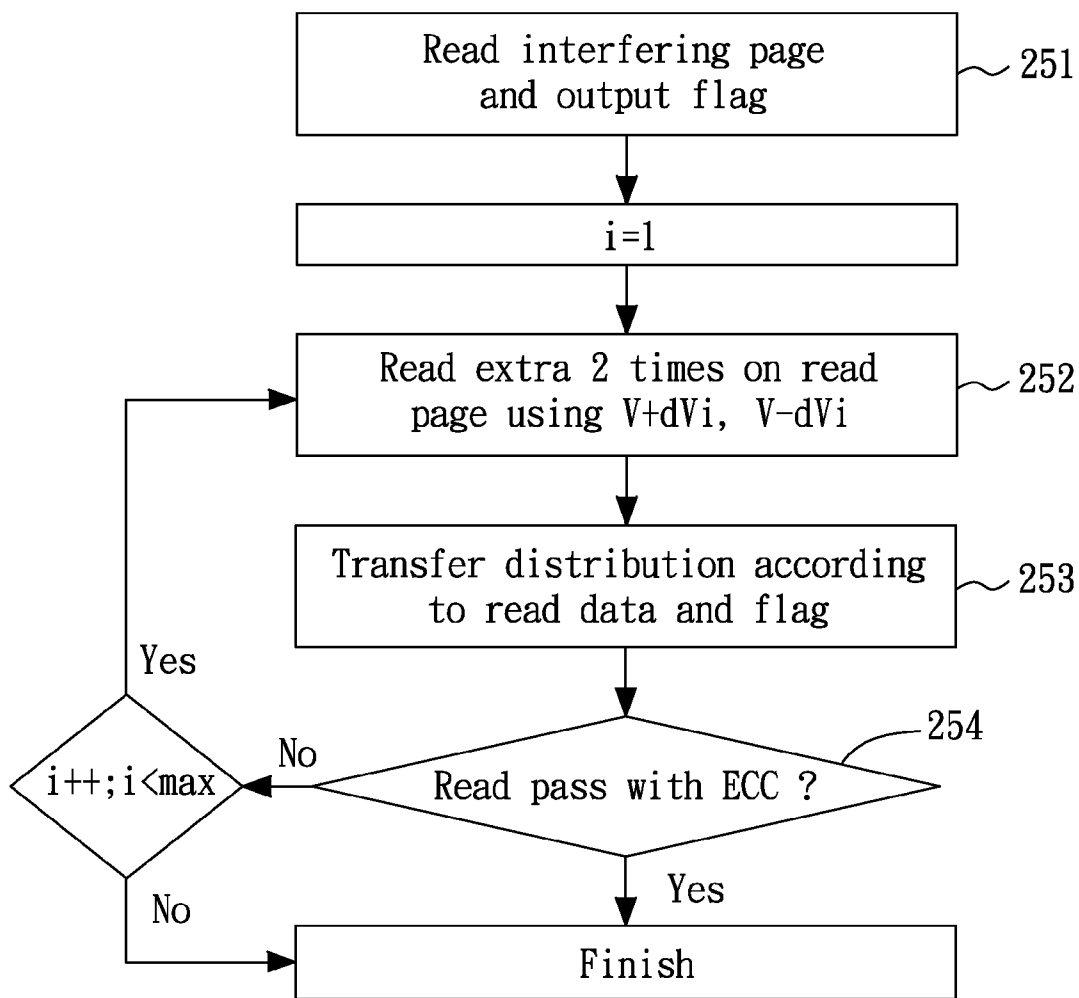 Read interfering page
and output flag
251
i=1
Read extra 2 times on read
page using V+dVi, V-dVi
252
Transfer distribution according
to read data and flag
253
Yes
254
No
i++;i<max
Read pass with ECC ?
No
Yes
Finish